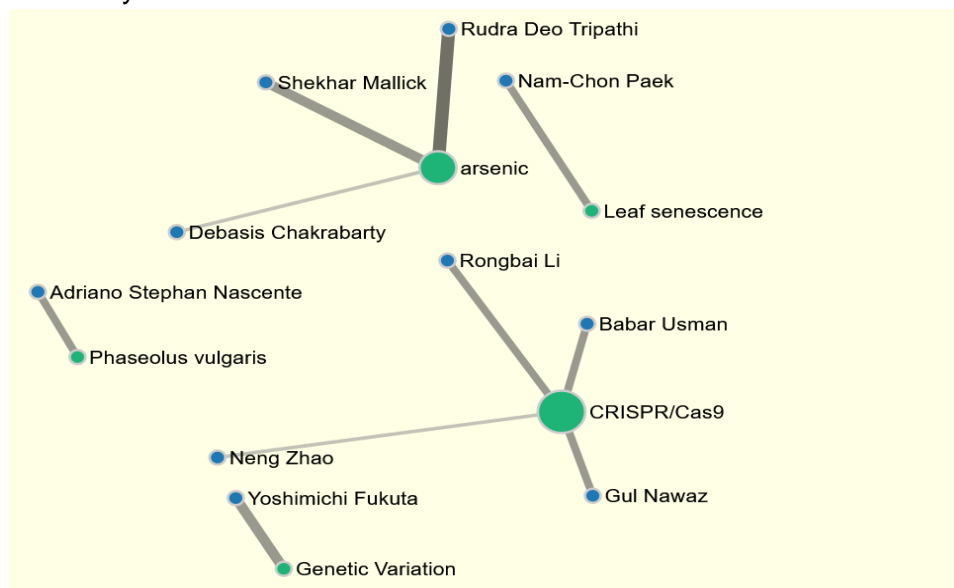 Rudra Deo Tripathi
Shekhar Mallick
Nam-Chon Paek
arsenic
Leaf senescence
Debasis Chakrabarty
Rongbai Li
Adriano Stephan Nascente
Babar Usman
Phaseolus vulgaris
CRISPR/Cas9
Neng Zhao
Gul Nawaz
Yoshimichi Fukuta
Genetic Variation